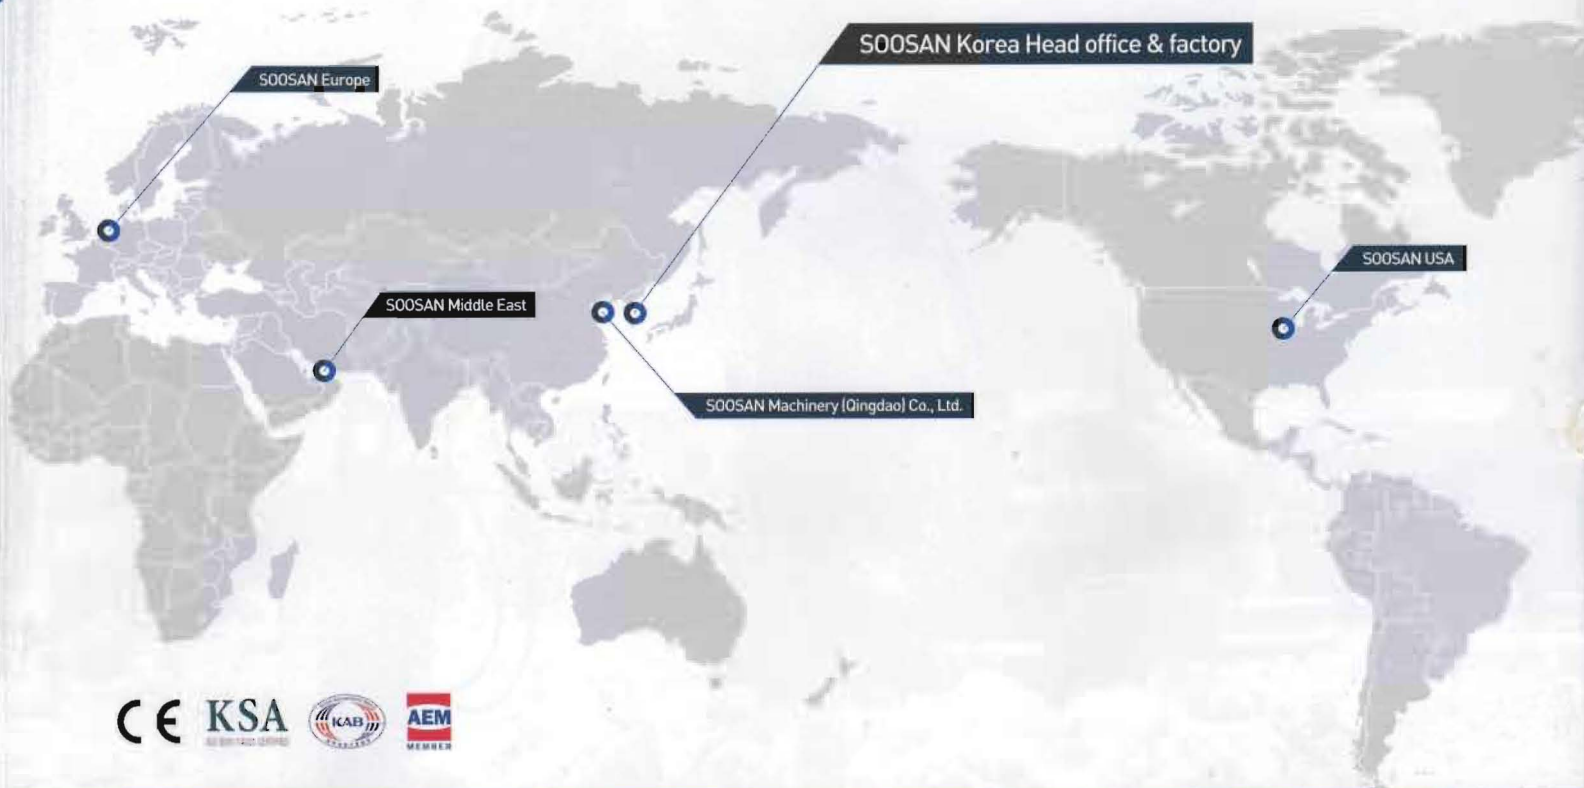 SOOSAN Korea Head office & factory
SOOSAN Europe
SOOSAN USA
SOOSAN Middle East
SOOSAN Machinery (Qingdao) Co., Ltd.
CE
KSA
KAB
AEM
MEMBER